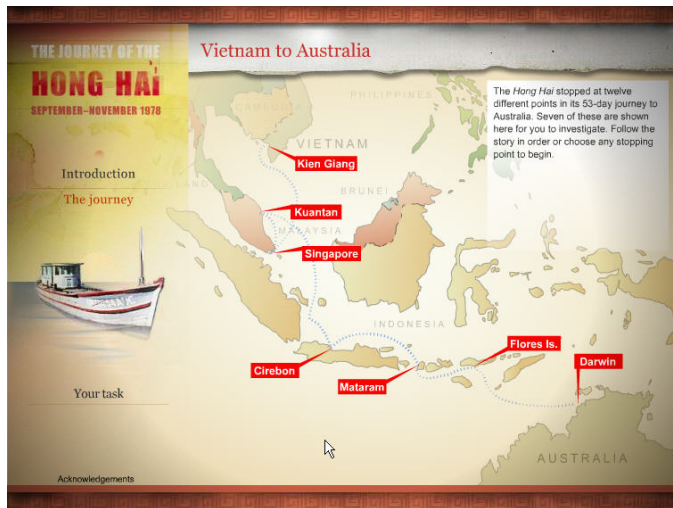 THE JOURNEY OF THE
HONG HAI
SEPTEMBER–NOVEMBER 1978
Introduction
The journey
Your task
Acknowledgements
Vietnam to Australia
The Hong Hai stopped at twelve
different points in its 53-day journey to
Australia. Seven of these are shown
here for you to investigate. Follow the
story in order or choose any stopping
point to begin.
PHILIPPINES
CAMBODIA
VIETNAM
Kien Giang
BRUNEI
Kuantan
MALAYSIA
Singapore
INDONESIA
Flores Is.
Darwin
Cirebon
Mataram
AUSTRALIA